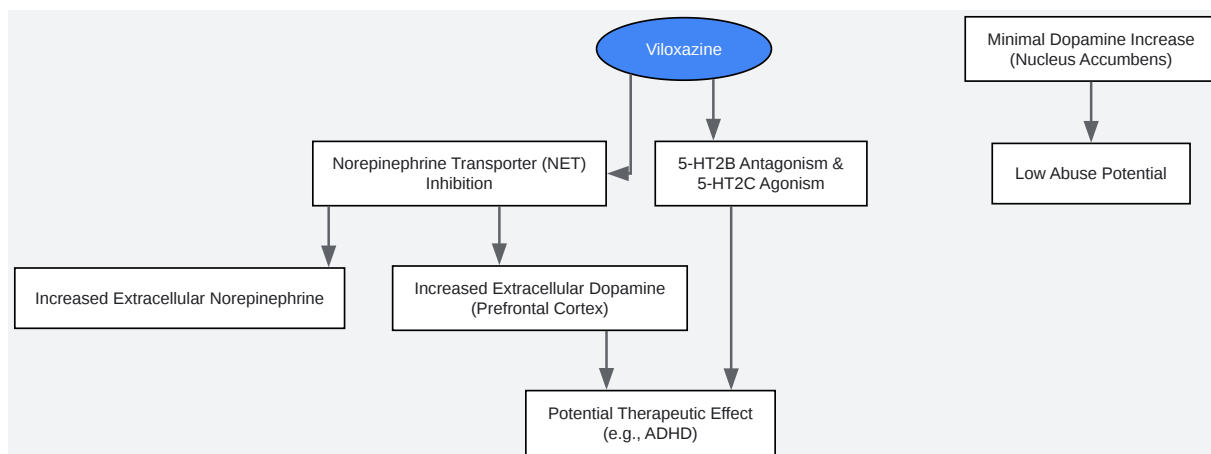 Viloxazine
Minimal Dopamine Increase
(Nucleus Accumbens)
Norepinephrine Transporter (NET)
Inhibition
5-HT2B Antagonism &
5-HT2C Agonism
Low Abuse Potential
Increased Extracellular Norepinephrine
Increased Extracellular Dopamine
(Prefrontal Cortex)
Potential Therapeutic Effect
(e.g., ADHD)